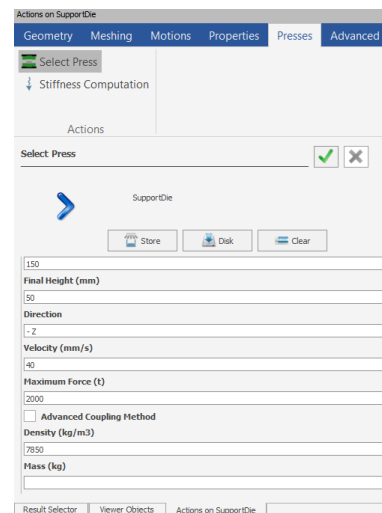 Actions on SupportDie
Geometry Meshing Motions Properties Presses Advanced
Select Press
Stiffness Computation
Actions
Select Press
SupportDie
Store Disk Clear
150
Final Height (mm)
50
Direction
- Z
Velocity (mm/s)
40
Maximum Force (t)
2000
Advanced Coupling Method
Density (kg/m3)
7850
Mass (kg)
Result Selector Viewer Objects Actions on SupportDie